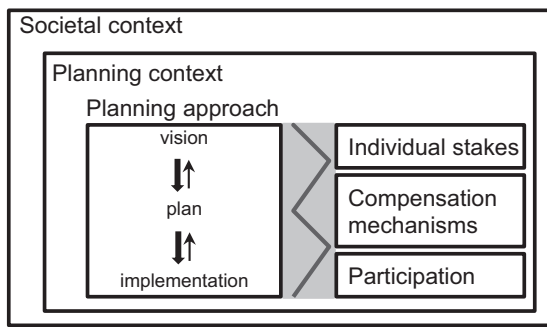 Societal context
Planning context
Planning approach
vision
plan
implementation
Individual stakes
Compensation
mechanisms
Participation